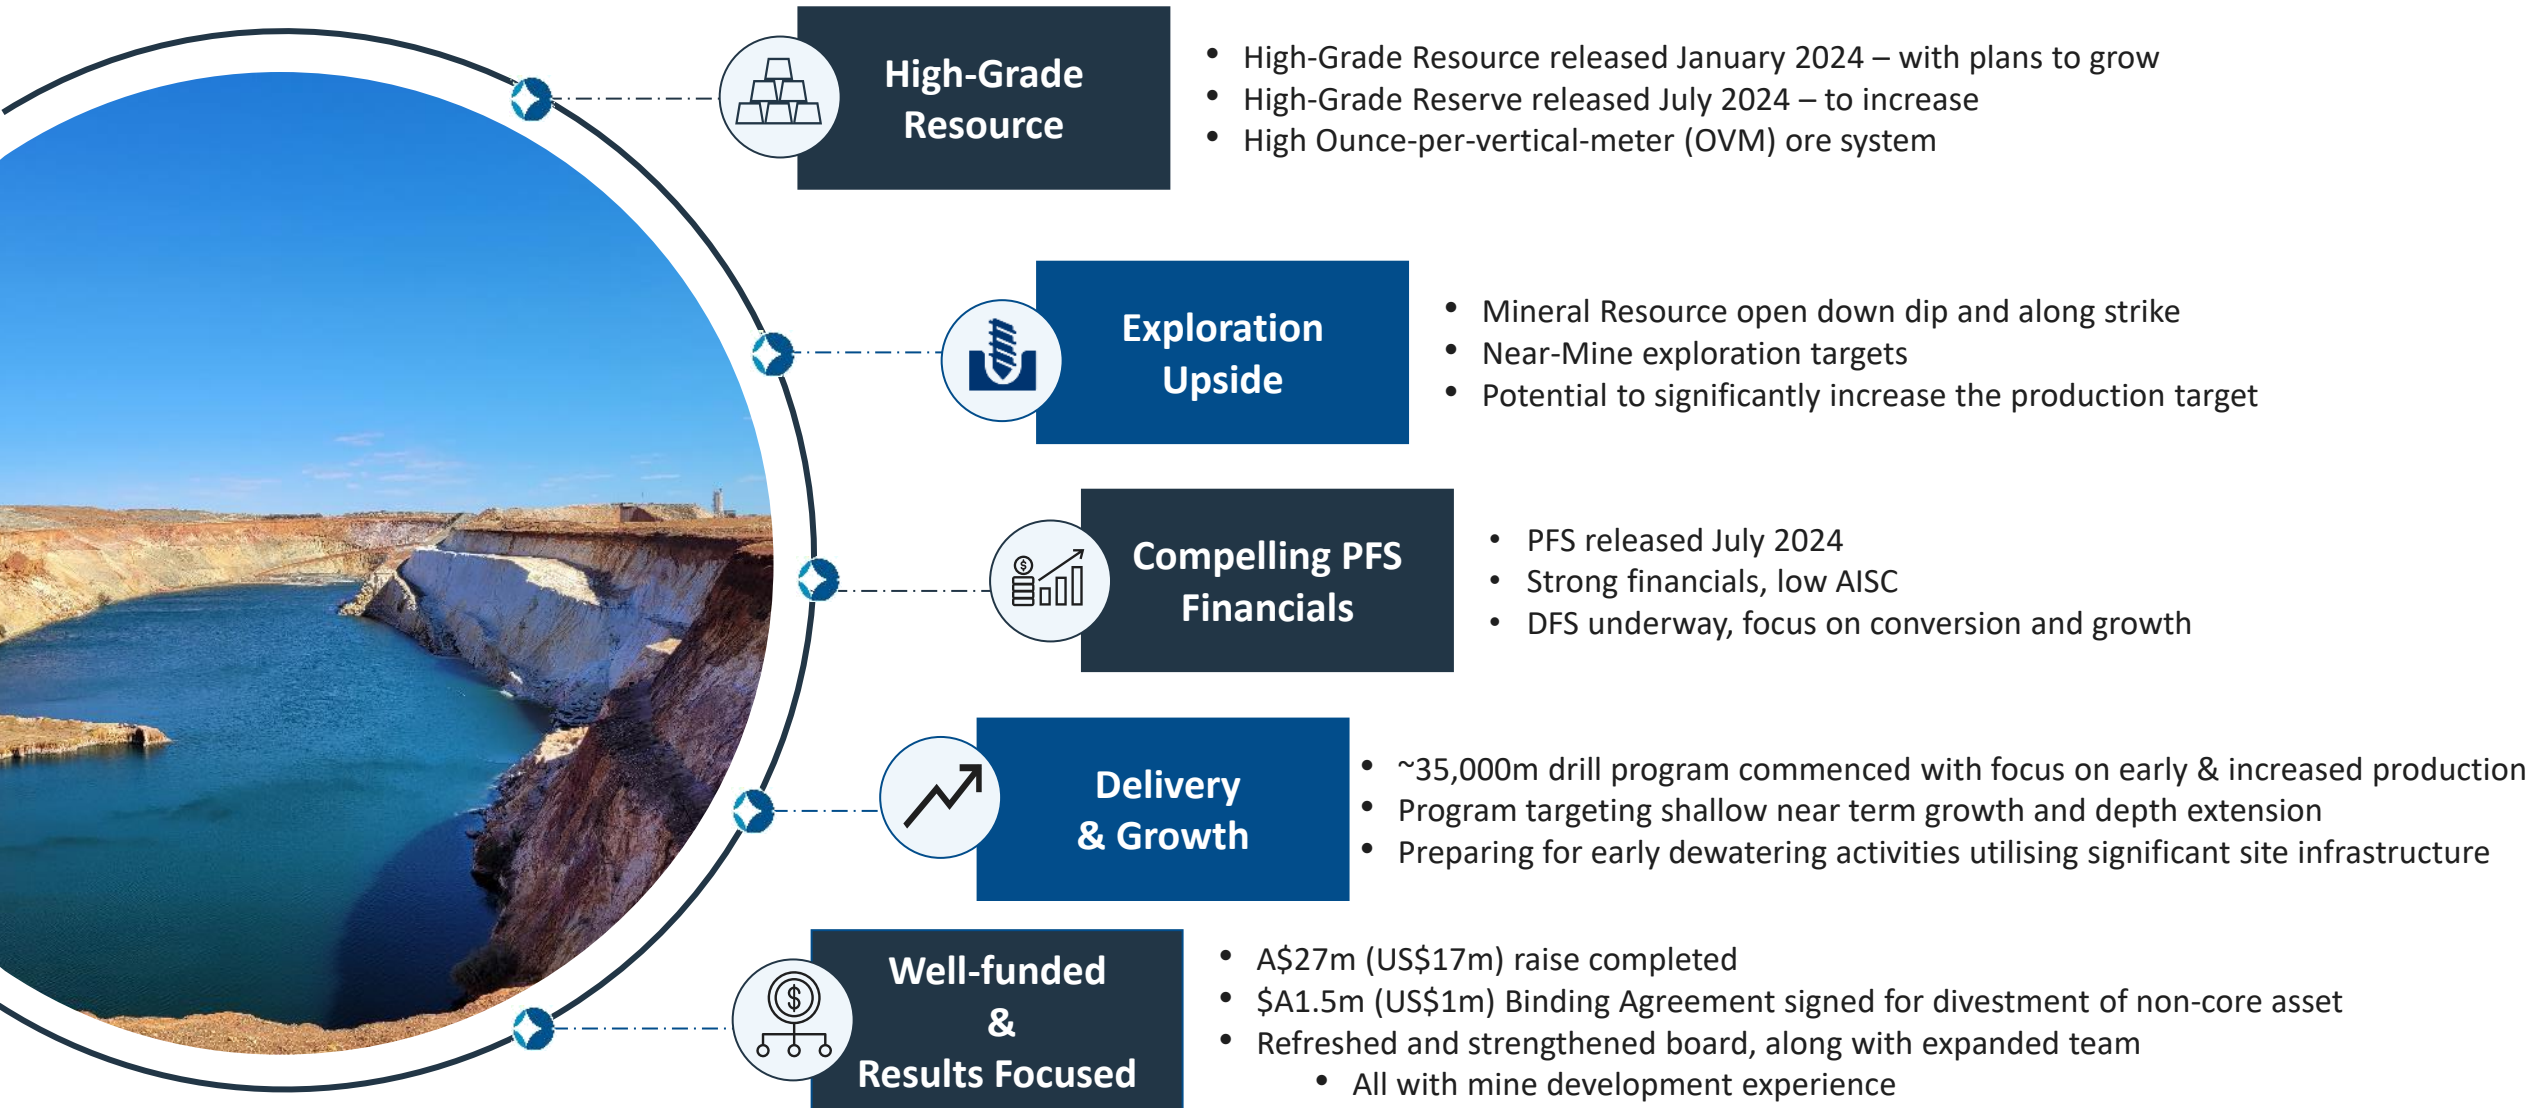 High-Grade
Resource
• High-Grade Resource released January 2024 – with plans to grow
• High-Grade Reserve released July 2024 – to increase
• High Ounce-per-vertical-meter (OVM) ore system
Exploration
Upside
• Mineral Resource open down dip and along strike
• Near-Mine exploration targets
• Potential to significantly increase the production target
Compelling PFS
Financials
• PFS released July 2024
• Strong financials, low AISC
• DFS underway, focus on conversion and growth
Delivery
& Growth
• ~35,000m drill program commenced with focus on early & increased production
• Program targeting shallow near term growth and depth extension
• Preparing for early dewatering activities utilising significant site infrastructure
Well-funded
&
Results Focused
• A$27m (US$17m) raise completed
• $A1.5m (US$1m) Binding Agreement signed for divestment of non-core asset
• Refreshed and strengthened board, along with expanded team
• All with mine development experience